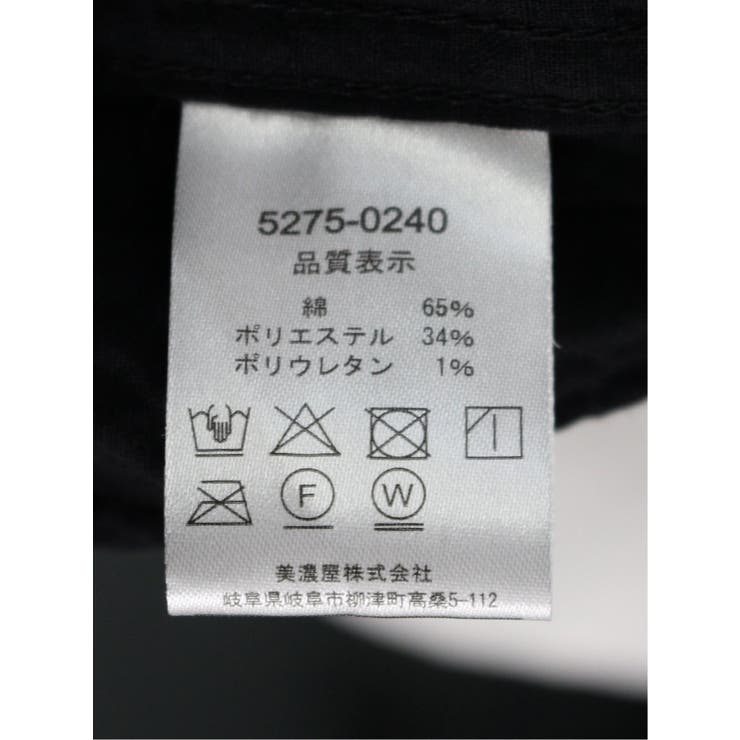 5275-0240
品質表示
綿 65%
ポリエステル 34%
ポリウレタン 1%
F W
美濃屋株式会社
岐阜県岐阜市柳津町高桑5-112